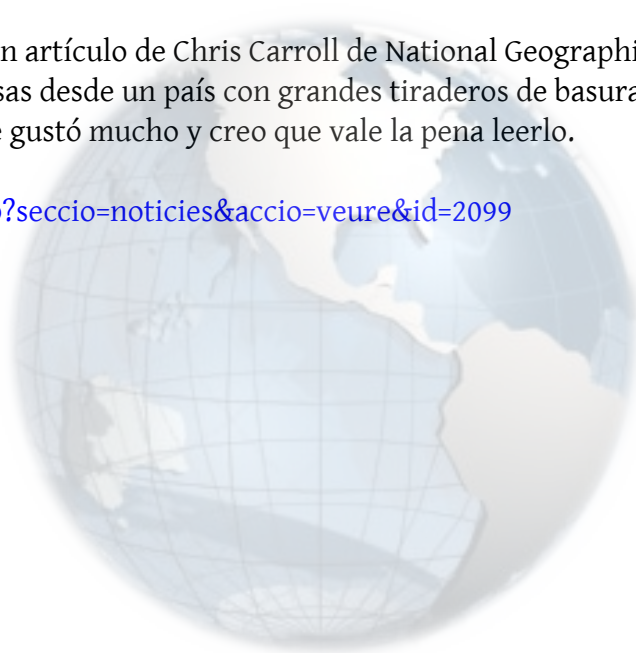 n artículo de Chris Carroll de National Geographi
sas desde un país con grandes tiraderos de basura
gustó mucho y creo que vale la pena leerlo.
?seccio=noticies&accio=veure&id=2099